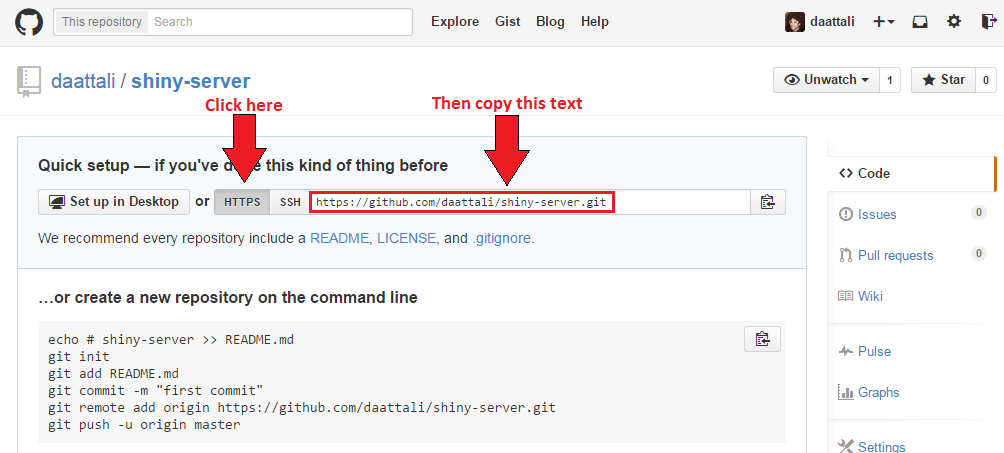 This repository Search Explore Gist Blog Help daattali
daattali / shiny-server Unwatch 1 Star 0
Click here Then copy this text
Quick setup — if you've this kind of thing before
Code
Set up in Desktop or HTTPS SSH https://github.com/daattali/shiny-server.git
Issues 0
We recommend every repository include a README, LICENSE, and .gitignore.
Pull requests 0
…or create a new repository on the command line
Wiki
echo # shiny-server >> README.md
git init
Pulse
git add README.md
git commit -m "first commit"
Graphs
git remote add origin https://github.com/daattali/shiny-server.git
git push -u origin master
Settings